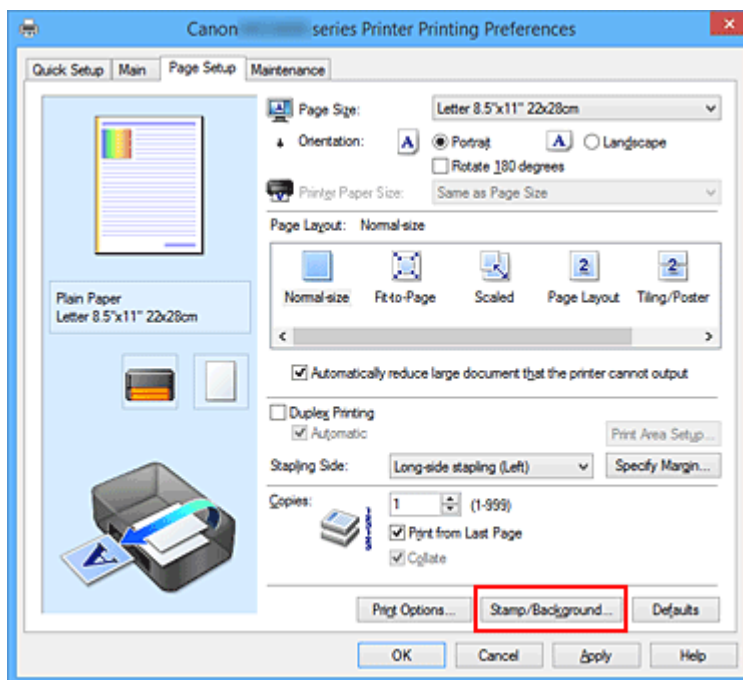 Canon series Printer Printing Preferences
Quick Setup Main Page Setup Maintenance
Page Size: Letter 8.5"x11" 22x28cm
Orientation: A Portrait A Landscape
Rotate 180 degrees
Printer Paper Size: Same as Page Size
Page Layout: Normal-size
2 2
Normal-size Fit-to-Page Scaled Page Layout Tiling/Poster
Plain Paper
Letter 8.5"x11" 22x28cm
Automatically reduce large document that the printer cannot output
Duplex Printing
Automatic
Print Area Setup...
Stapling Side: Long-side stapling (Left) Specify Margin...
Copies: 1 (1-999)
Print from Last Page
Collate
A
Print Options... Stamp/Background... Defaults
OK Cancel Apply Help